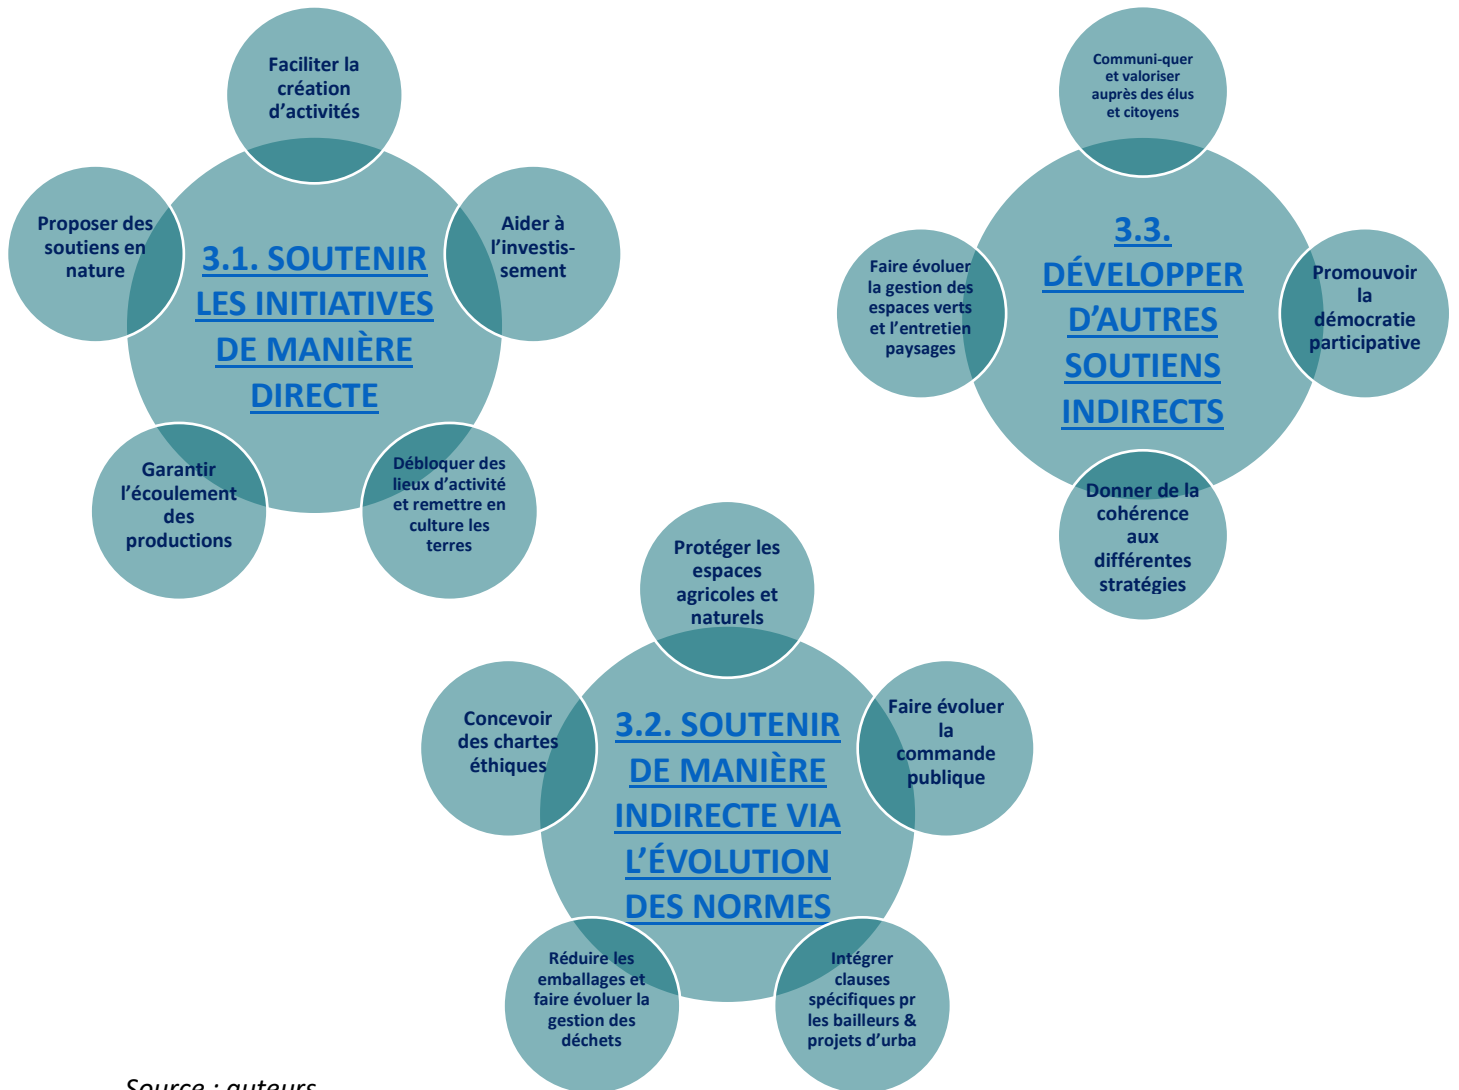 Faciliter la
création
d’activités
Proposer des
soutiens en
nature
Aider à
l’investis-
sement
3.1. SOUTENIR
LES INITIATIVES
DE MANIÈRE
DIRECTE
Garantir
l’écoulement
des
productions
Débloquer des
lieux d’activité
et remettre en
culture les
terres
Communi-quer
et valoriser
auprès des élus
et citoyens
Faire évoluer
la gestion des
espaces verts
et l’entretien
paysages
3.3.
DÉVELOPPER
D’AUTRES
SOUTIENS
INDIRECTS
Promouvoir
la
démocratie
participative
Donner de la
cohérence
aux
différentes
stratégies
Protéger les
espaces
agricoles et
naturels
Concevoir
des chartes
éthiques
3.2. SOUTENIR
DE MANIÈRE
INDIRECTE VIA
L’ÉVOLUTION
DES NORMES
Faire évoluer
la
commande
publique
Réduire les
emballages et
faire évoluer la
gestion des
déchets
Intégrer
clauses
spécifiques pr
les bailleurs &
projets d’urba
Source : auteurs